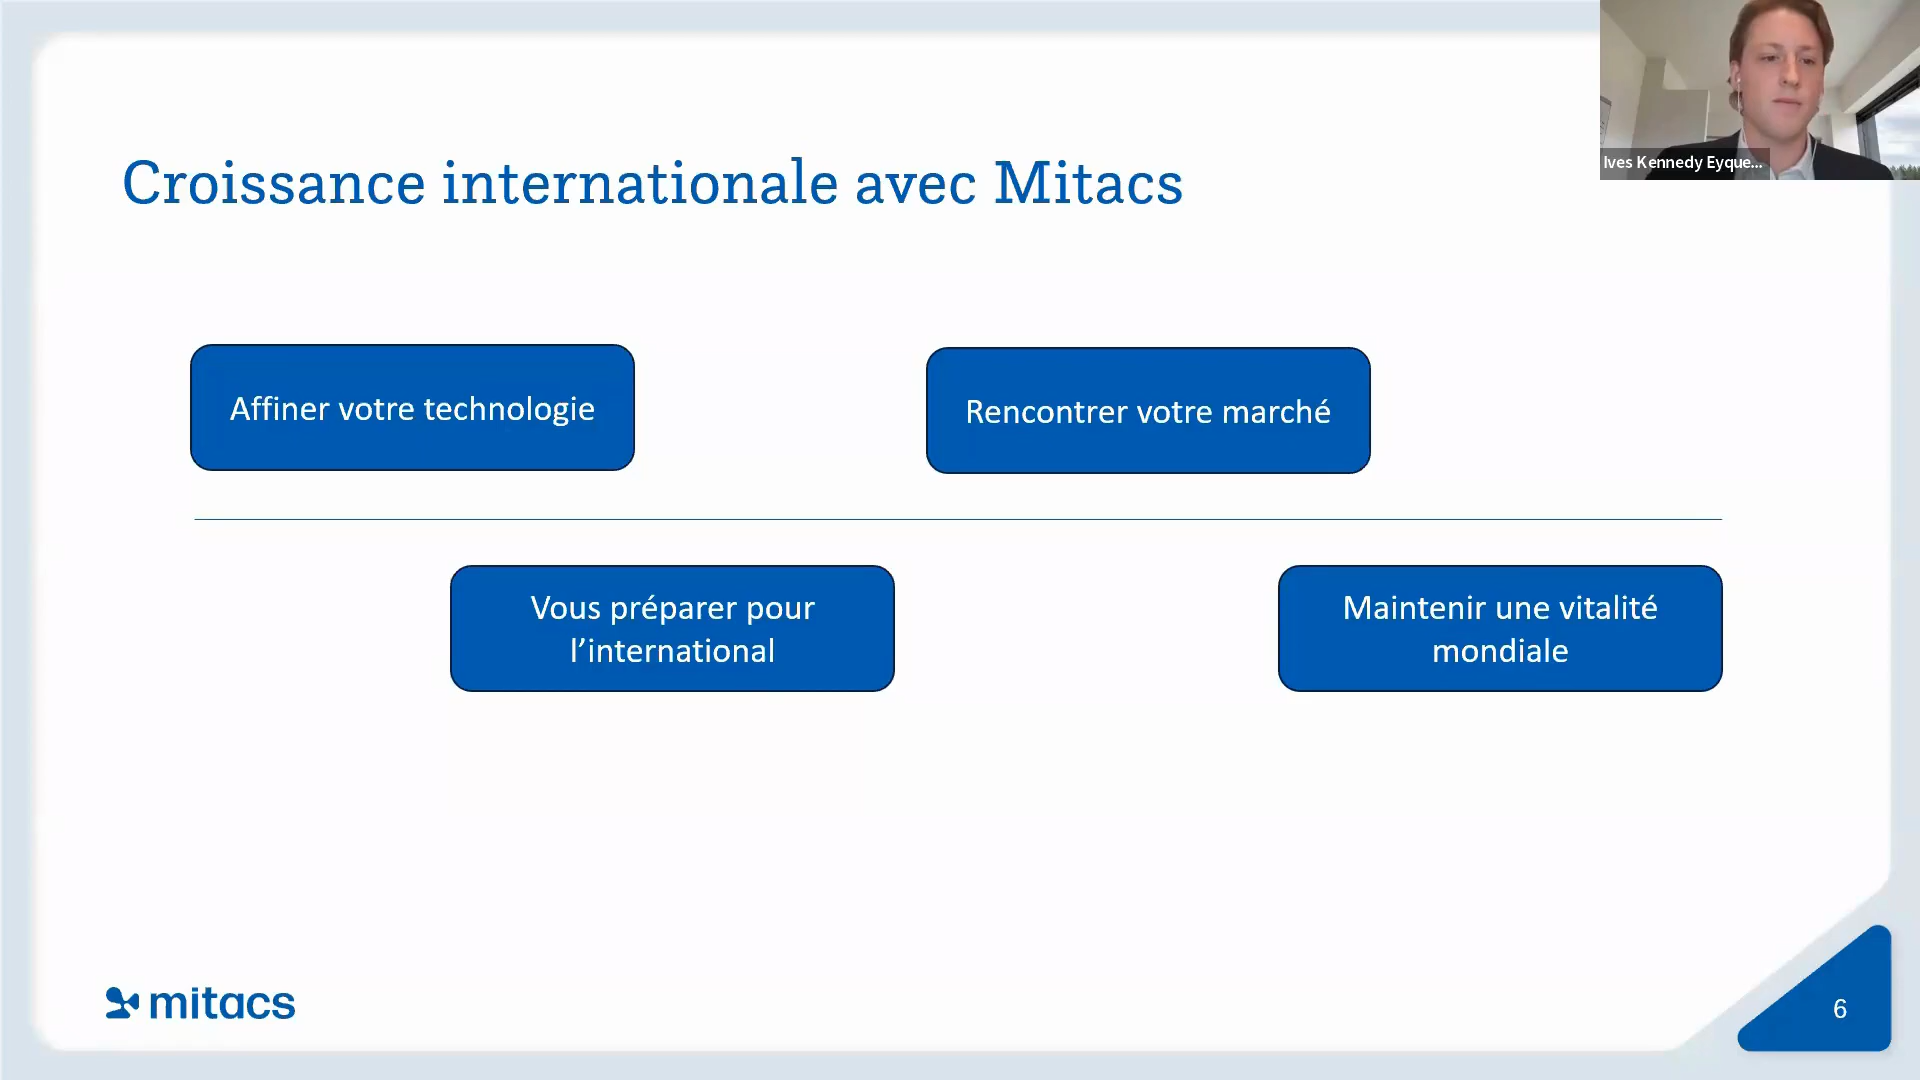 Ives Kennedy Eyque...
Croissance internationale avec Mitacs
Affiner votre technologie
Rencontrer votre marché
Vous préparer pour
l’international
Maintenir une vitalité
mondiale
mitacs
6